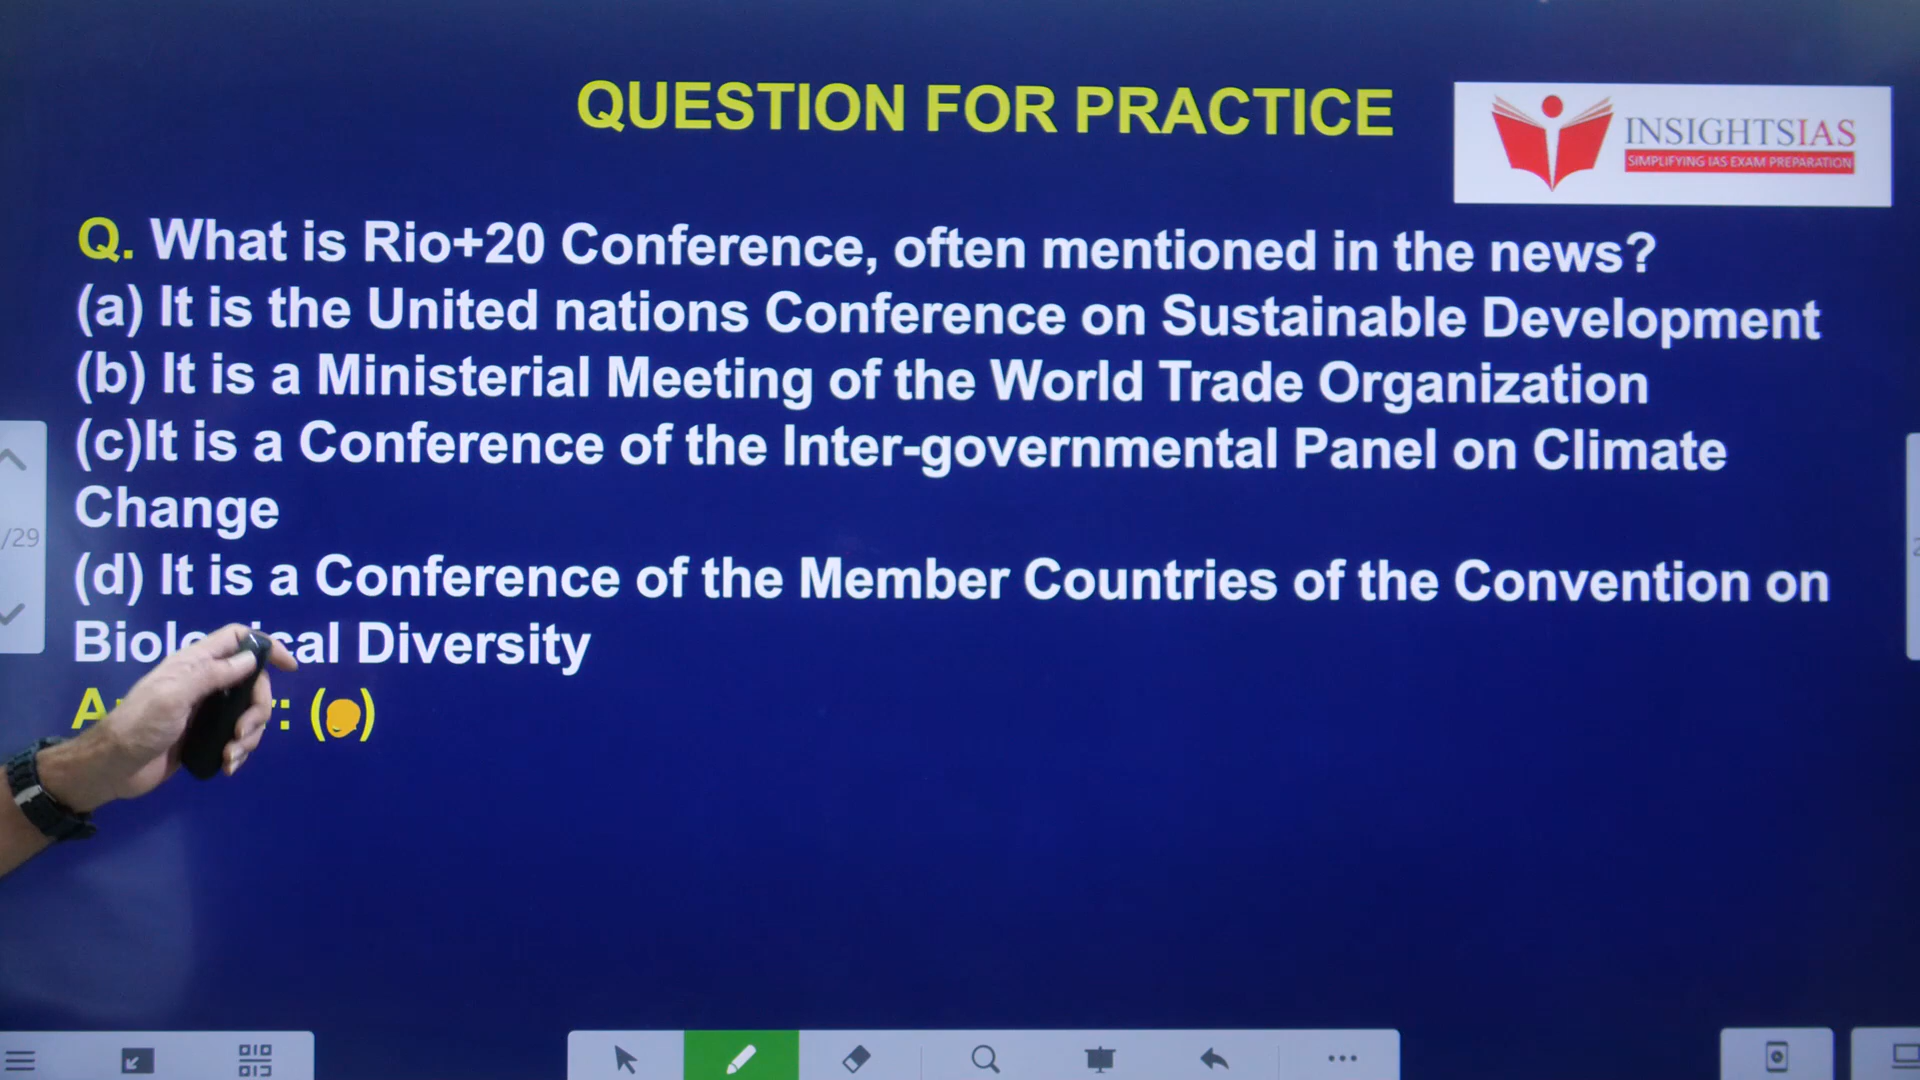 QUESTION FOR PRACTICE
INSIGHTSIAS
SIMPLIFYING IAS EXAM PREPARATION
Q. What is Rio+20 Conference, often mentioned in the news?
(a) It is the United nations Conference on Sustainable Development
(b) It is a Ministerial Meeting of the World Trade Organization
(c)It is a Conference of the Inter-governmental Panel on Climate
Change
(d) It is a Conference of the Member Countries of the Convention on
Biological Diversity
/29